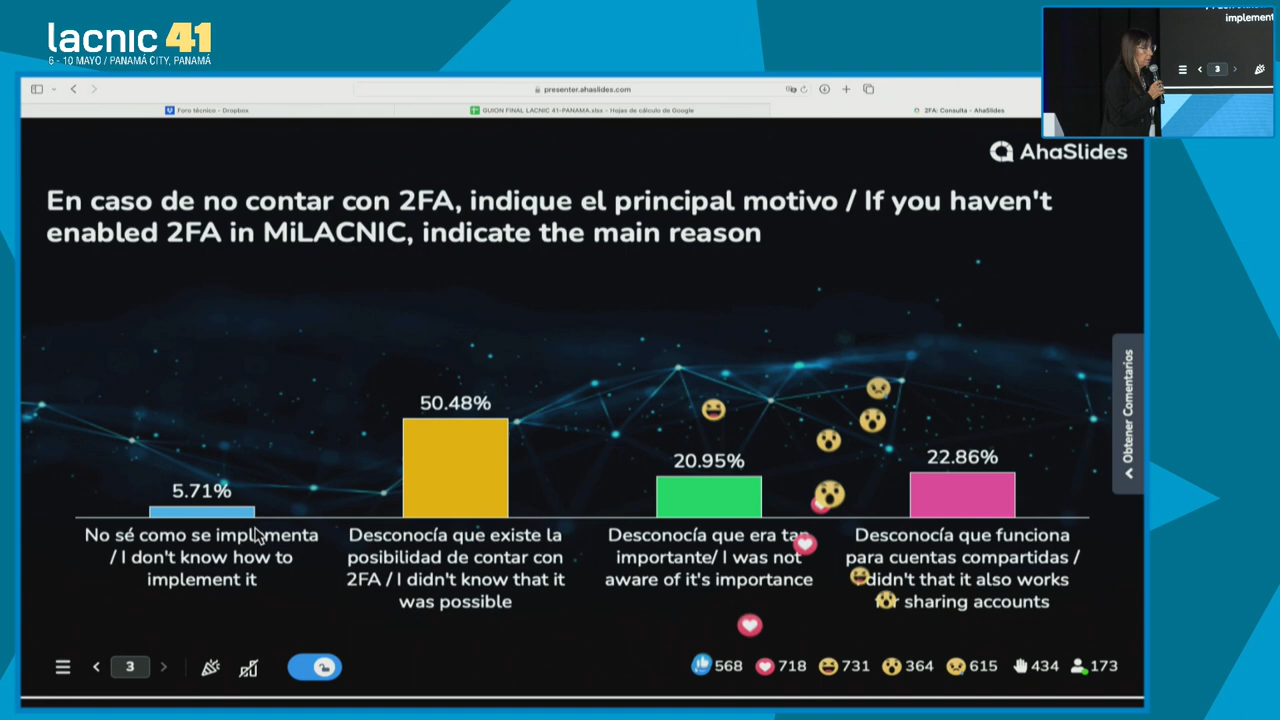 lacnic 41
6 - 10 MAYO / PANAMÁ CITY, PANAMÁ
implement
3
presenter.ahaslides.com
Foro técnico - Dropbox
GUION FINAL LACNIC 41-PANAMA.xlsx - Hojas de cálculo de Google
2FA: Consulta - AhaSlides
AhaSlides
En caso de no contar con 2FA, indique el principal motivo / If you haven't
enabled 2FA in MiLACNIC, indicate the main reason
Obtener Comentarios
5.71%
50.48%
20.95%
22.86%
No sé como se implementa
/ I don't know how to
implement it
Desconocía que existe la
posibilidad de contar con
2FA / I didn't know that it
was possible
Desconocía que era tan
importante/ I was not
aware of it's importance
Desconocía que funciona
para cuentas compartidas /
didn't that it also works
for sharing accounts
3
568 718 731 364 615 434 173